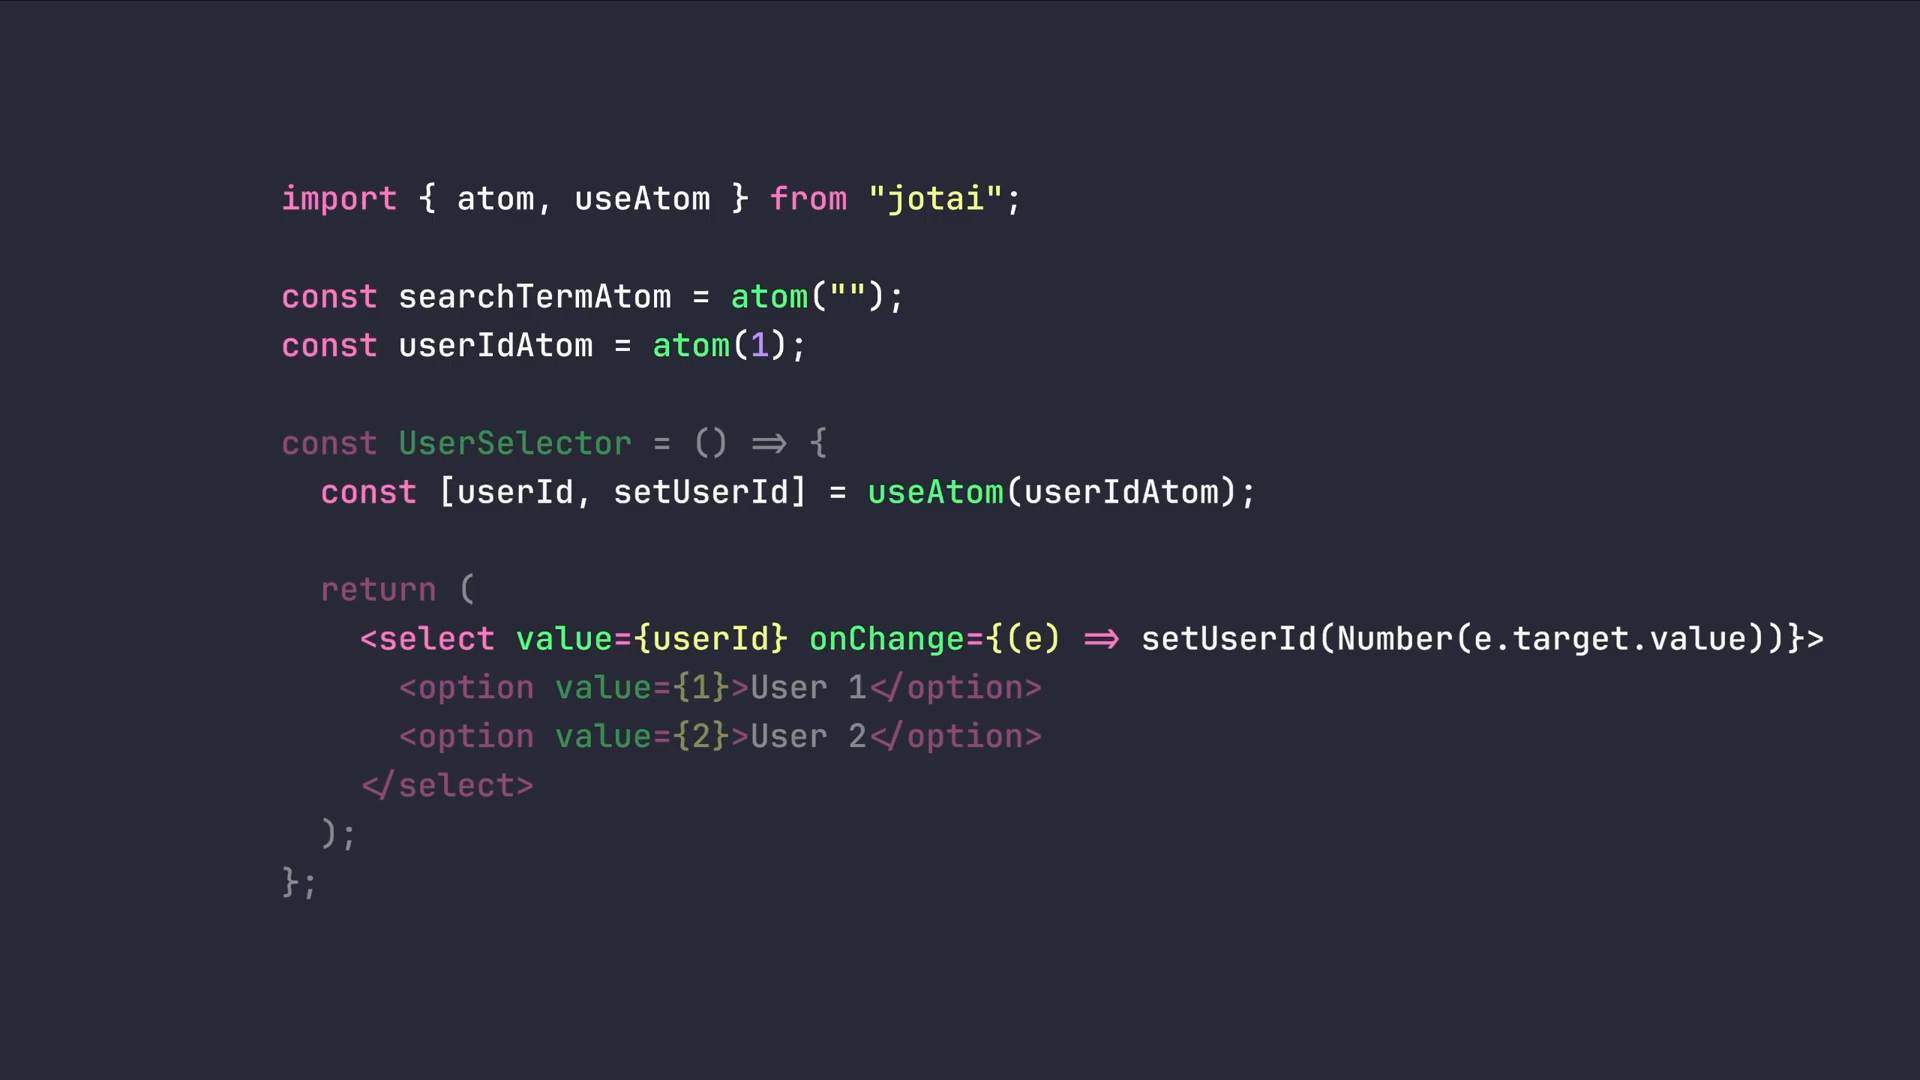 import { atom, useAtom } from "jotai";
const searchTermAtom = atom("");
const userIdAtom = atom(1);
const UserSelector = () => {
const [userId, setUserId] = useAtom(userIdAtom);
return (
<select value={userId} onChange={(e) => setUserId(Number(e.target.value))}>
<option value={1}>User 1</option>
<option value={2}>User 2</option>
</select>
);
};